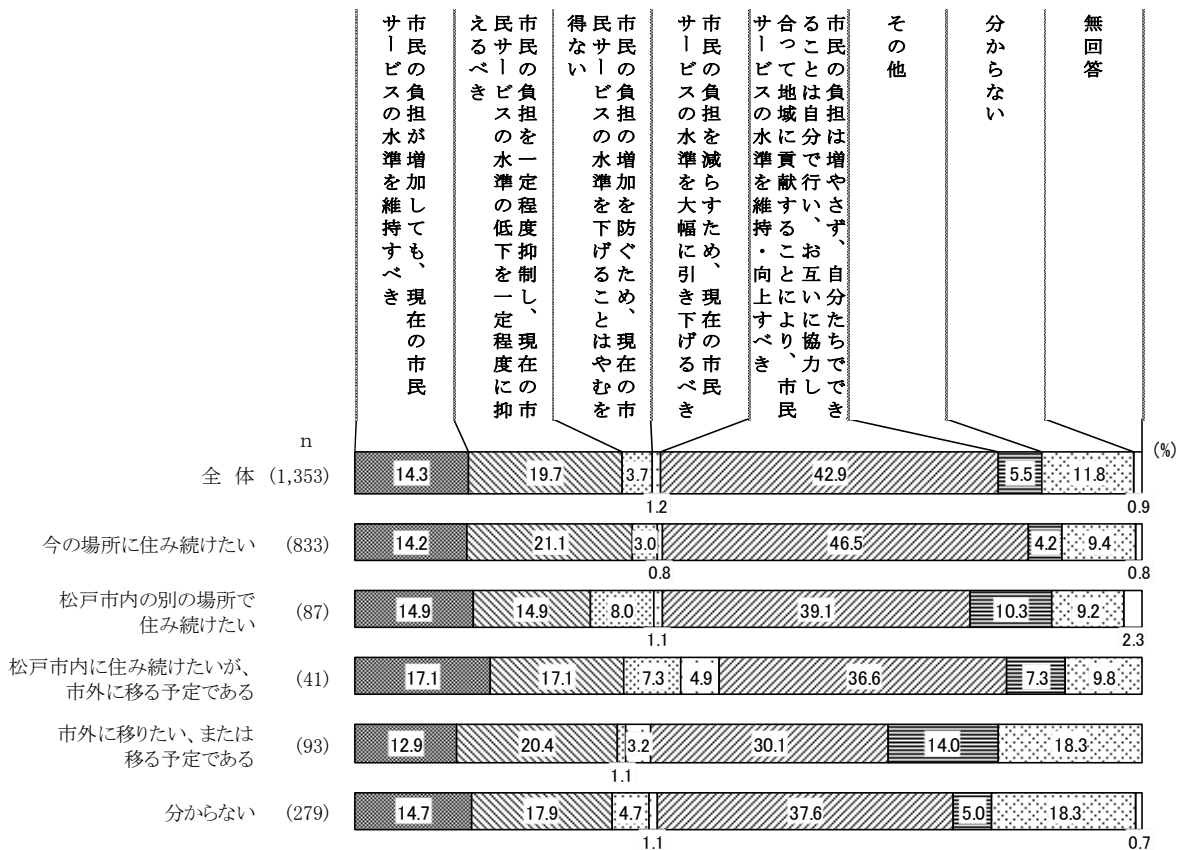 市民の負担が増加しても、現在の市民
サービスの水準を維持すべき
市民の負担を一定程度抑制し、現在の市
民サービスの水準の低下を一定程度に抑
えるべき
市民の負担の増加を防ぐため、現在の市
民サービスの水準を下げることはやむを
得ない
市民の負担を減らすため、現在の市民
サービスの水準を大幅に引き下げるべき
市民の負担は増やさず、自分たちででき
ることは自分で行い、お互いに協力し
合って地域に貢献することにより、市民
サービスの水準を維持・向上すべき
その他
分からない
無回答
n
(%)
全 体 (1,353) 14.3 19.7 3.7 1.2 42.9 5.5 11.8 0.9
今の場所に住み続けたい (833) 14.2 21.1 3.0 0.8 46.5 4.2 9.4 0.8
松戸市内の別の場所で
住み続けたい
(87) 14.9 14.9 8.0 1.1 39.1 10.3 9.2 2.3
松戸市内に住み続けたいが、
市外に移る予定である
(41) 17.1 17.1 7.3 4.9 36.6 7.3 9.8
市外に移りたい、または
移る予定である
(93) 12.9 20.4 1.1 3.2 30.1 14.0 18.3
分からない (279) 14.7 17.9 4.7 1.1 37.6 5.0 18.3 0.7